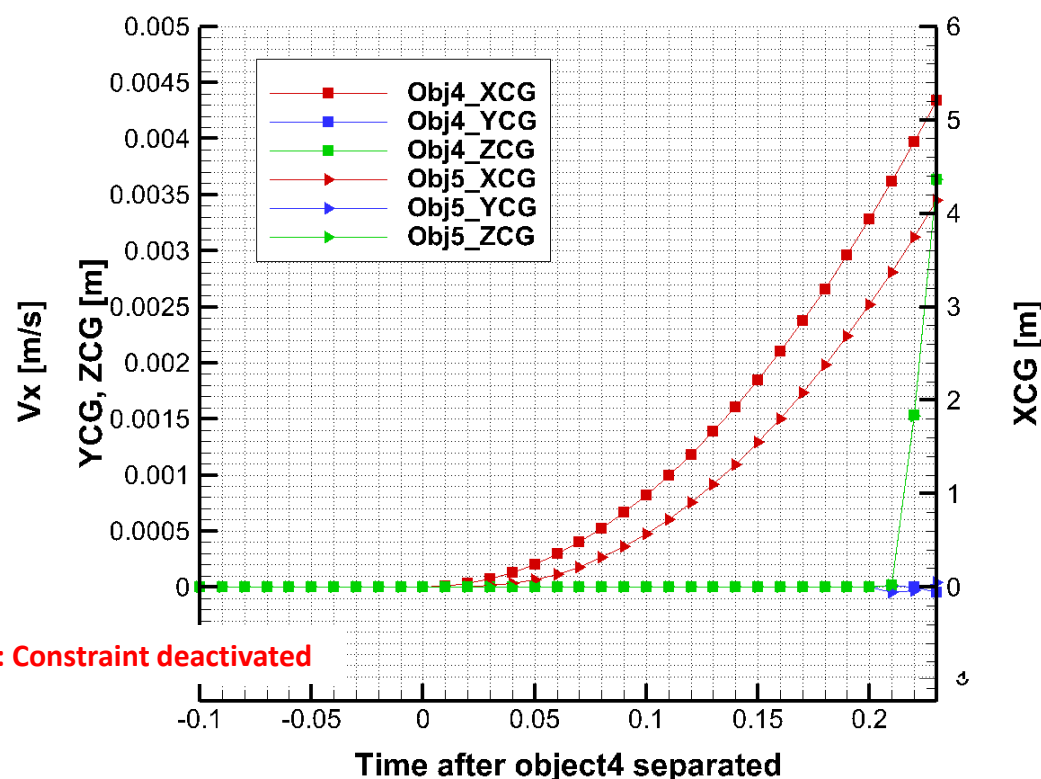 0.005
0.0045
0.004
0.0035
0.003
0.0025
0.002
0.0015
0.001
0.0005
0
Vx [m/s]
YCG, ZCG [m]
Obj4_XCG
Obj4_YCG
Obj4_ZCG
Obj5_XCG
Obj5_YCG
Obj5_ZCG
6
5
4
3
2
1
0
XCG [m]
: Constraint deactivated
-0.1
-0.05
0
0.05
0.1
0.15
0.2
Time after object4 separated